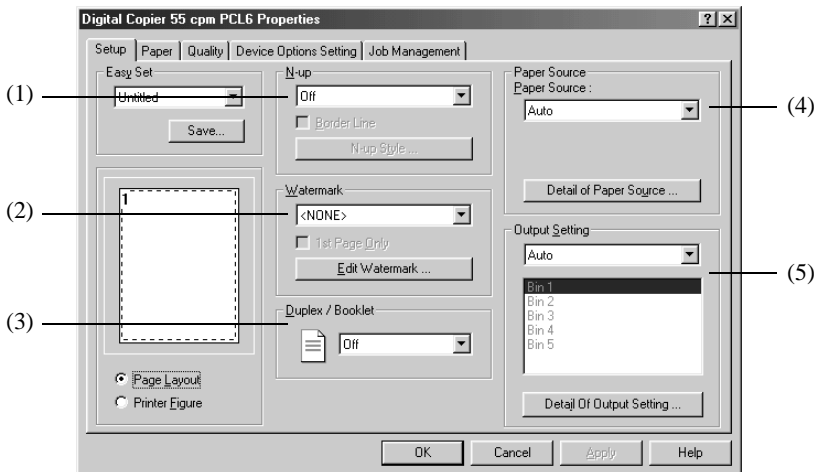 Digital Copier 55 cpm PCL6 Properties
Setup Paper Quality Device Options Setting Job Management
Easy Set
Untitled
Save...
1
Page Layout
Printer Figure
N-up
Off
Border Line
N-up Style ...
Watermark
<NONE>
1st Page Only
Edit Watermark ...
Duplex / Booklet
Off
Paper Source
Paper Source :
Auto
Detail of Paper Source ...
Output Setting
Auto
Bin 1
Bin 2
Bin 3
Bin 4
Bin 5
Detail Of Output Setting ...
OK Cancel Apply Help
(1)
(2)
(3)
(4)
(5)